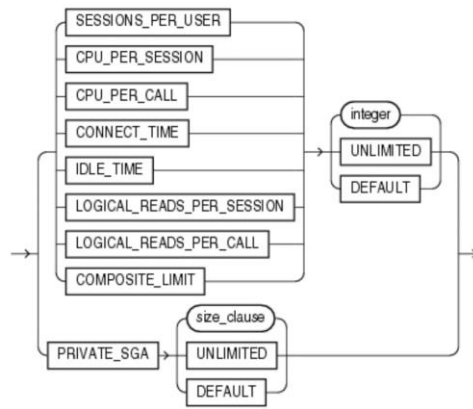 SESSIONS_PER_USER
CPU_PER_SESSION
CPU_PER_CALL
CONNECT_TIME
IDLE_TIME
LOGICAL_READS_PER_SESSION
LOGICAL_READS_PER_CALL
COMPOSITE_LIMIT
integer
UNLIMITED
DEFAULT
PRIVATE_SGA
size_clause
UNLIMITED
DEFAULT